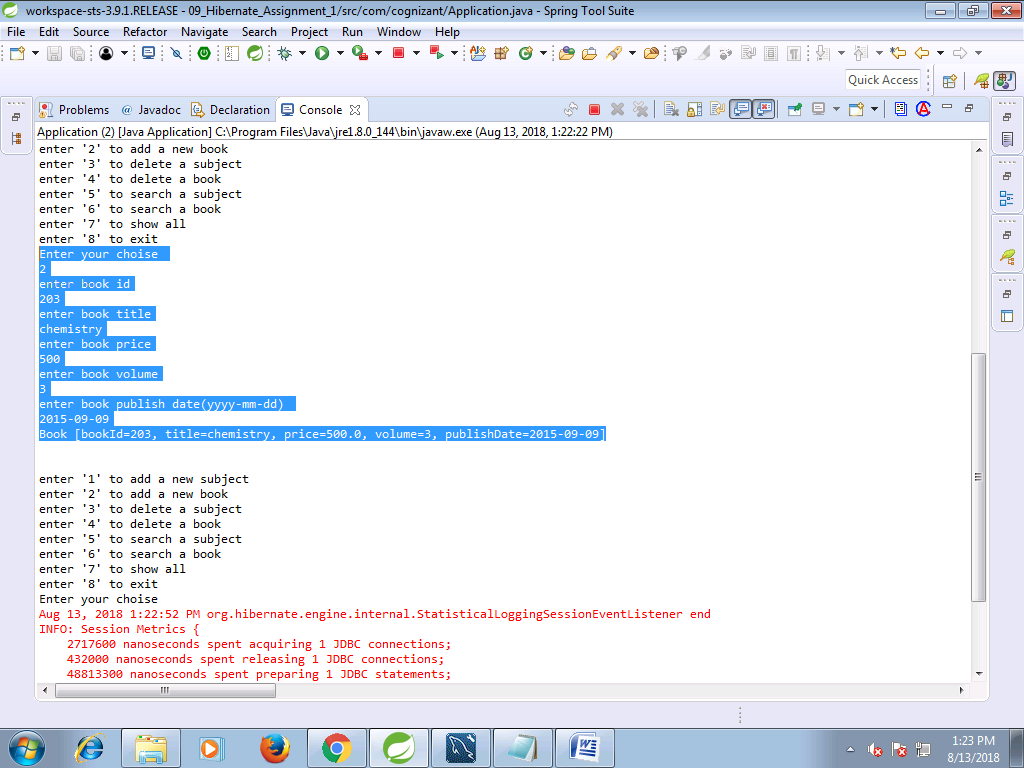 workspace-sts-3.9.1.RELEASE - 09_Hibernate_Assignment_1/src/com/cognizant/Application.java - Spring Tool Suite
File Edit Source Refactor Navigate Search Project Run Window Help
Quick Access
Problems @ Javadoc Declaration Console
Application (2) [Java Application] C:\Program Files\Java\jre1.8.0_144\bin\javaw.exe (Aug 13, 2018, 1:22:22 PM)
enter '2' to add a new book
enter '3' to delete a subject
enter '4' to delete a book
enter '5' to search a subject
enter '6' to search a book
enter '7' to show all
enter '8' to exit
Enter your choise
2
enter book id
203
enter book title
chemistry
enter book price
500
enter book volume
3
enter book publish date(yyyy-mm-dd)
2015-09-09
Book [bookId=203, title=chemistry, price=500.0, volume=3, publishDate=2015-09-09]
enter '1' to add a new subject
enter '2' to add a new book
enter '3' to delete a subject
enter '4' to delete a book
enter '5' to search a subject
enter '6' to search a book
enter '7' to show all
enter '8' to exit
Enter your choise
Aug 13, 2018 1:22:52 PM org.hibernate.engine.internal.StatisticalLoggingSessionEventListener end
INFO: Session Metrics {
2717600 nanoseconds spent acquiring 1 JDBC connections;
432000 nanoseconds spent releasing 1 JDBC connections;
48813300 nanoseconds spent preparing 1 JDBC statements;
1:23 PM
8/13/2018